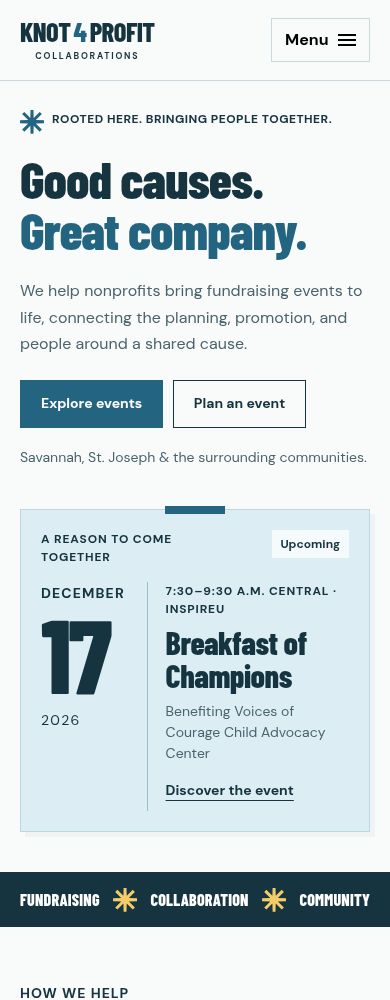 KNOT 4 PROFIT
COLLABORATIONS
Menu
ROOTED HERE. BRINGING PEOPLE TOGETHER.
Good causes.
Great company.
We help nonprofits bring fundraising events to
life, connecting the planning, promotion, and
people around a shared cause.
Explore events
Plan an event
Savannah, St. Joseph & the surrounding communities.
A REASON TO COME
TOGETHER
Upcoming
DECEMBER
17
2026
7:30–9:30 A.M. CENTRAL ·
INSPIREU
Breakfast of
Champions
Benefiting Voices of
Courage Child Advocacy
Center
Discover the event
FUNDRAISING
COLLABORATION
COMMUNITY
HOW WE HELP